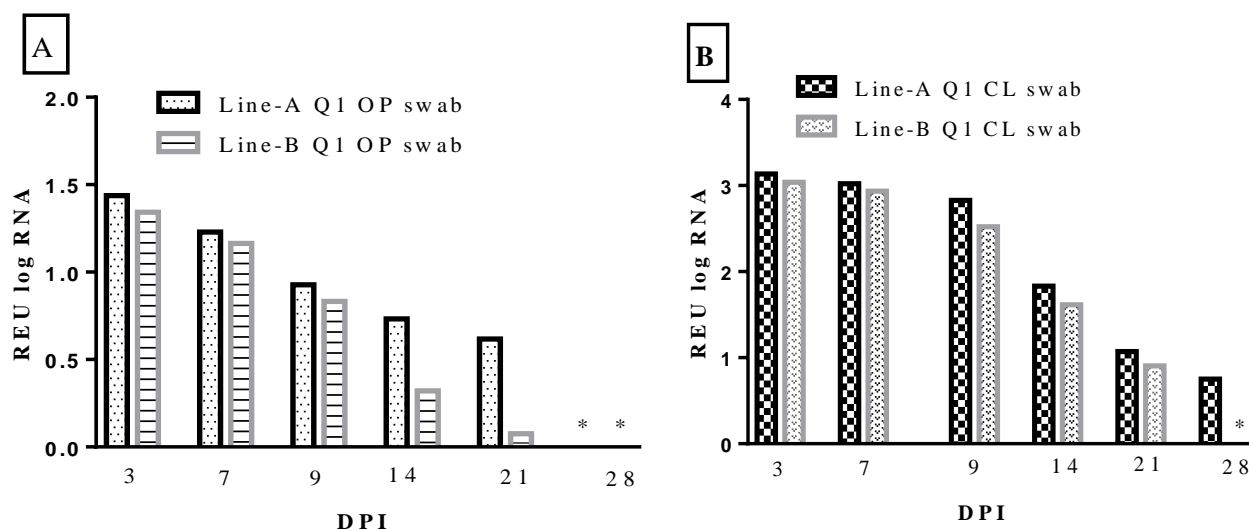 A
Line-A Q1 OP swab
Line-B Q1 OP swab
2.0
1.5
1.0
0.5
0.0
REU log RNA
* *
3 7 9 14 21 28
DPI
B
Line-A Q1 CL swab
Line-B Q1 CL swab
4
3
2
1
0
REU log RNA
*
3 7 9 14 21 28
DPI